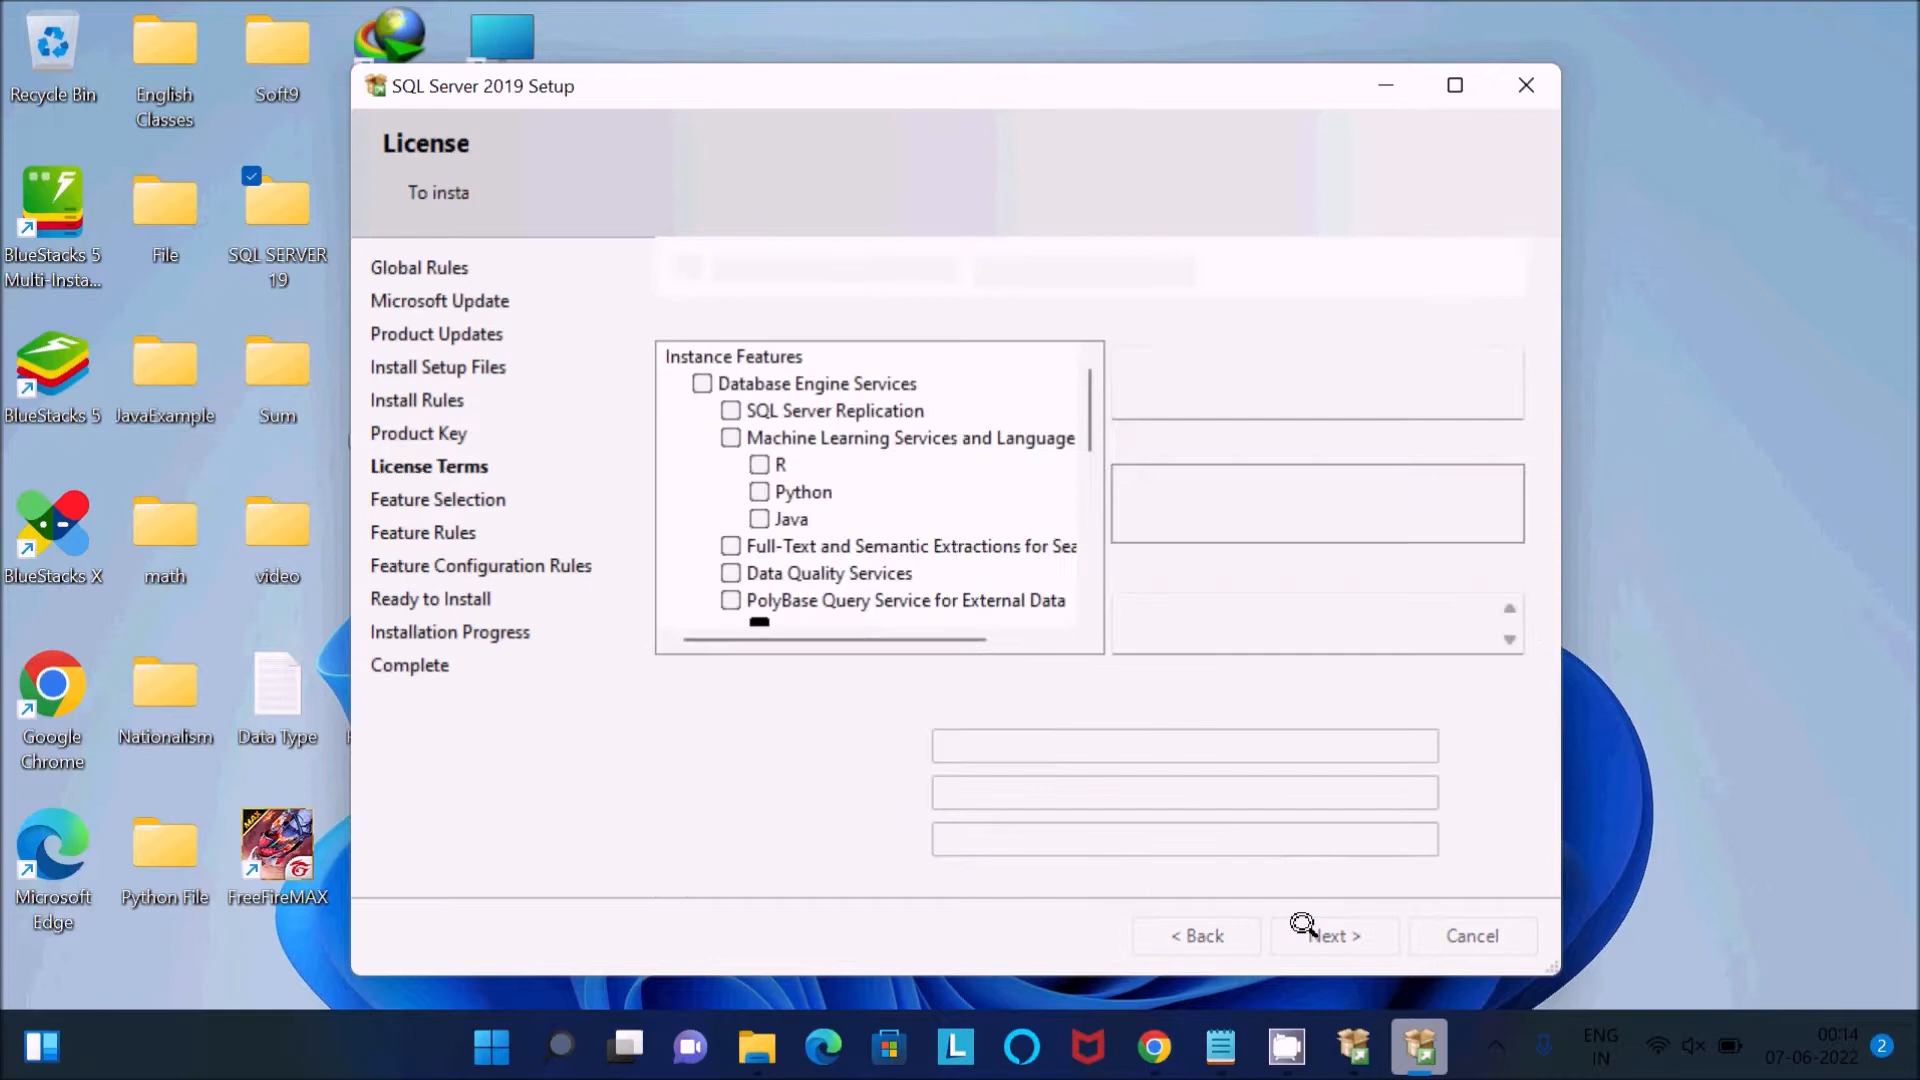 Recycle Bin
English
Classes
Soft9
BlueStacks 5
Multi-Insta...
File
SQL SERVER
19
BlueStacks 5
JavaExample
Sum
BlueStacks X
math
video
Google
Chrome
Nationalism
Data Type
Microsoft
Edge
Python File
FreeFireMAX
SQL Server 2019 Setup
License
To insta
Global Rules
Microsoft Update
Product Updates
Install Setup Files
Install Rules
Product Key
License Terms
Feature Selection
Feature Rules
Feature Configuration Rules
Ready to Install
Installation Progress
Complete
Instance Features
Database Engine Services
SQL Server Replication
Machine Learning Services and Language
R
Python
Java
Full-Text and Semantic Extractions for Sea
Data Quality Services
PolyBase Query Service for External Data
< Back
Next >
Cancel
ENG
IN
00:14
07-06-2022
2